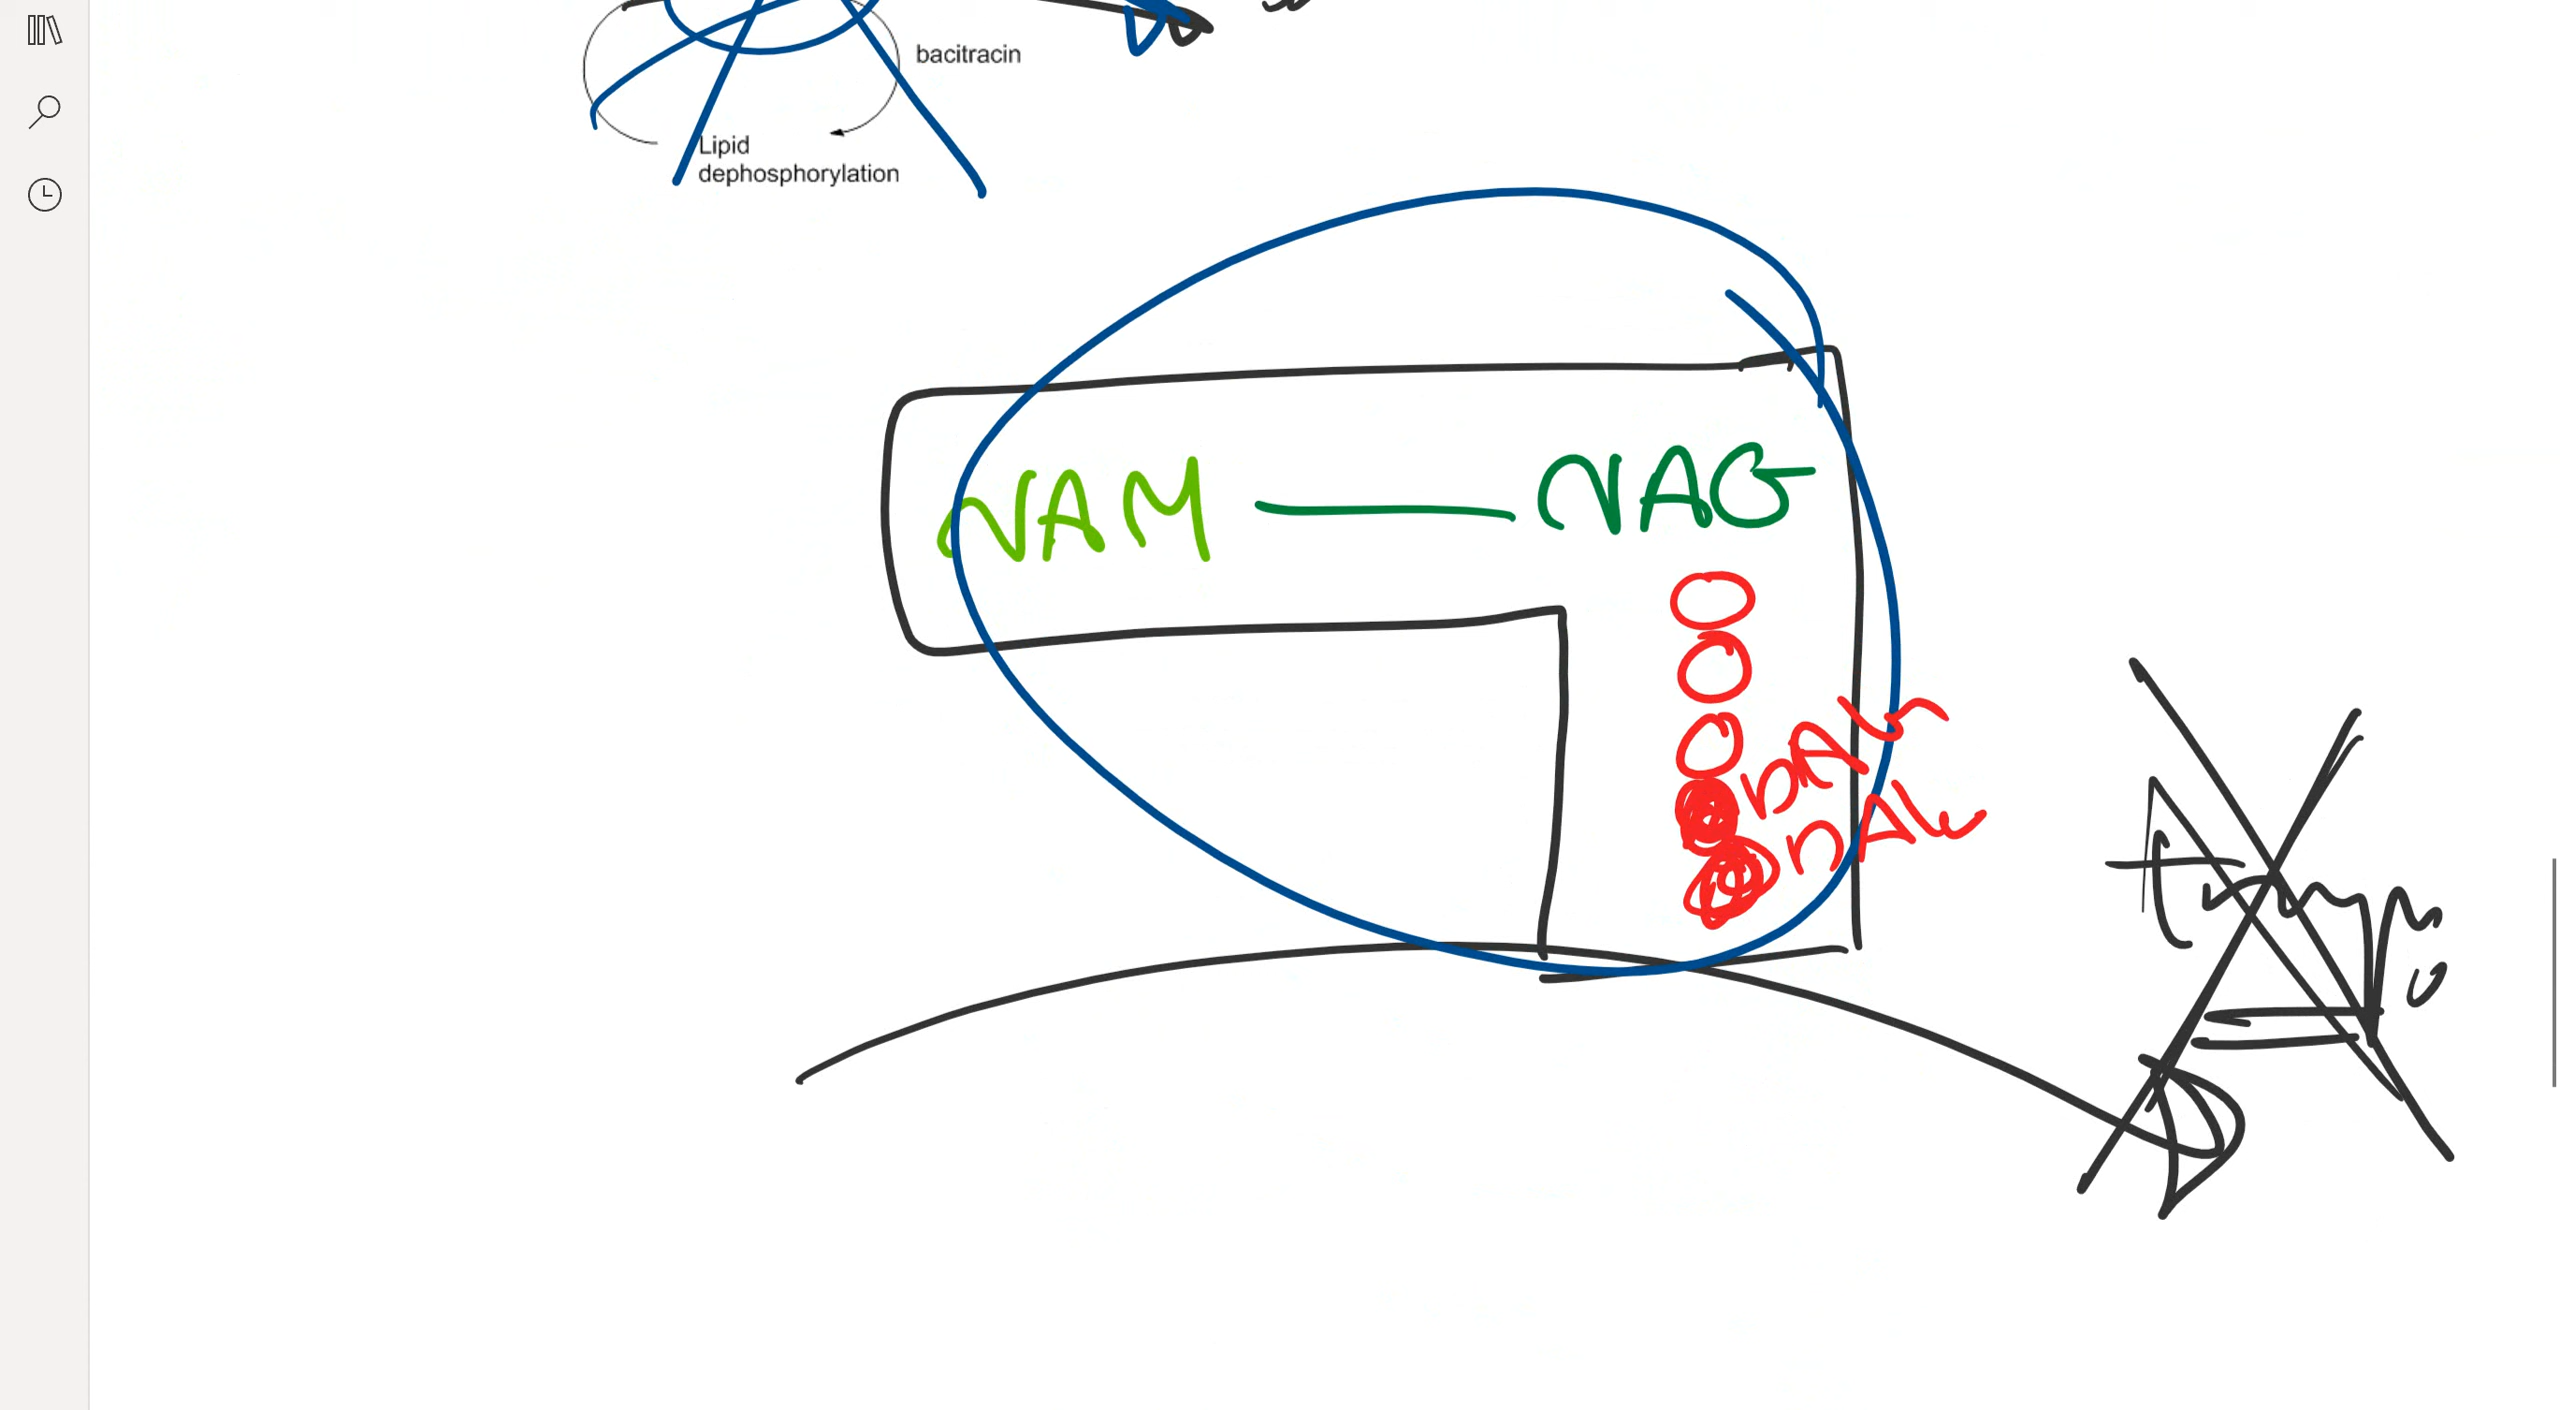 bacitracin
Lipid
dephosphorylation
NAM — NAG
DAla
DALa